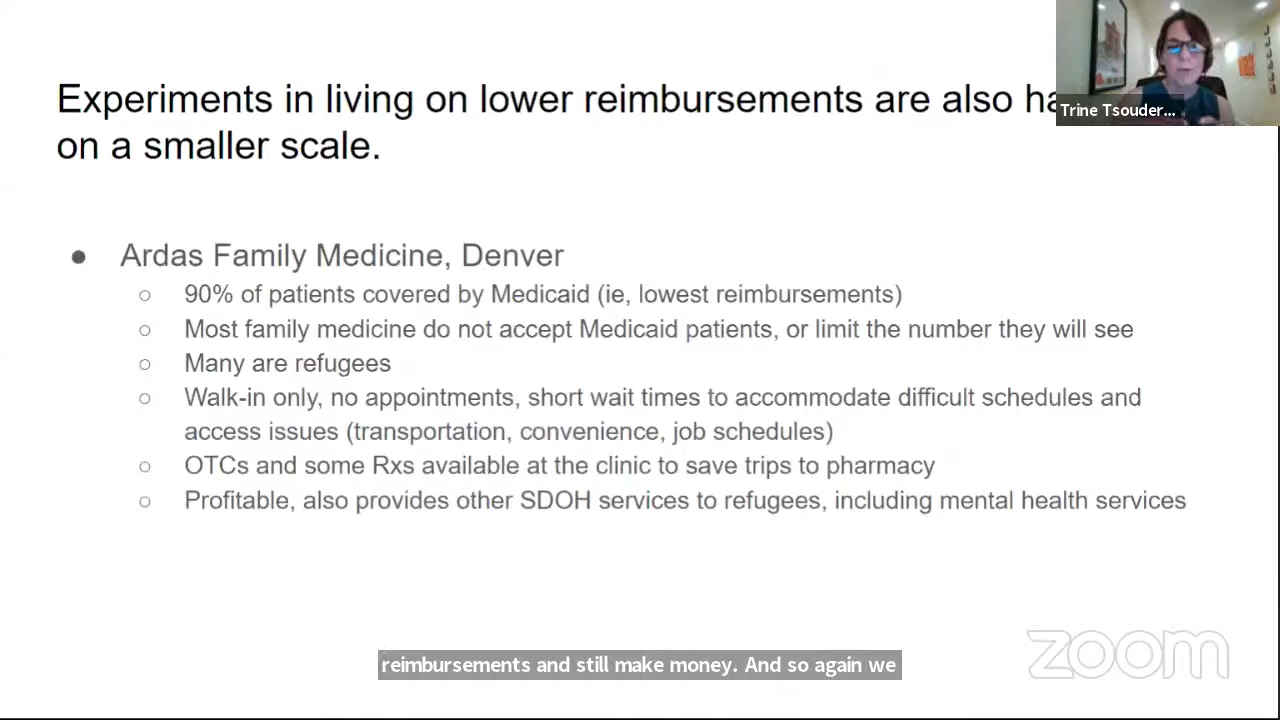 Experiments in living on lower reimbursements are also
on a smaller scale.
Trine Tsouder...
● Ardas Family Medicine, Denver
○ 90% of patients covered by Medicaid (ie, lowest reimbursements)
○ Most family medicine do not accept Medicaid patients, or limit the number they will see
○ Many are refugees
○ Walk-in only, no appointments, short wait times to accommodate difficult schedules and
access issues (transportation, convenience, job schedules)
○ OTCs and some Rxs available at the clinic to save trips to pharmacy
○ Profitable, also provides other SDOH services to refugees, including mental health services
reimbursements and still make money. And so again we
zoom